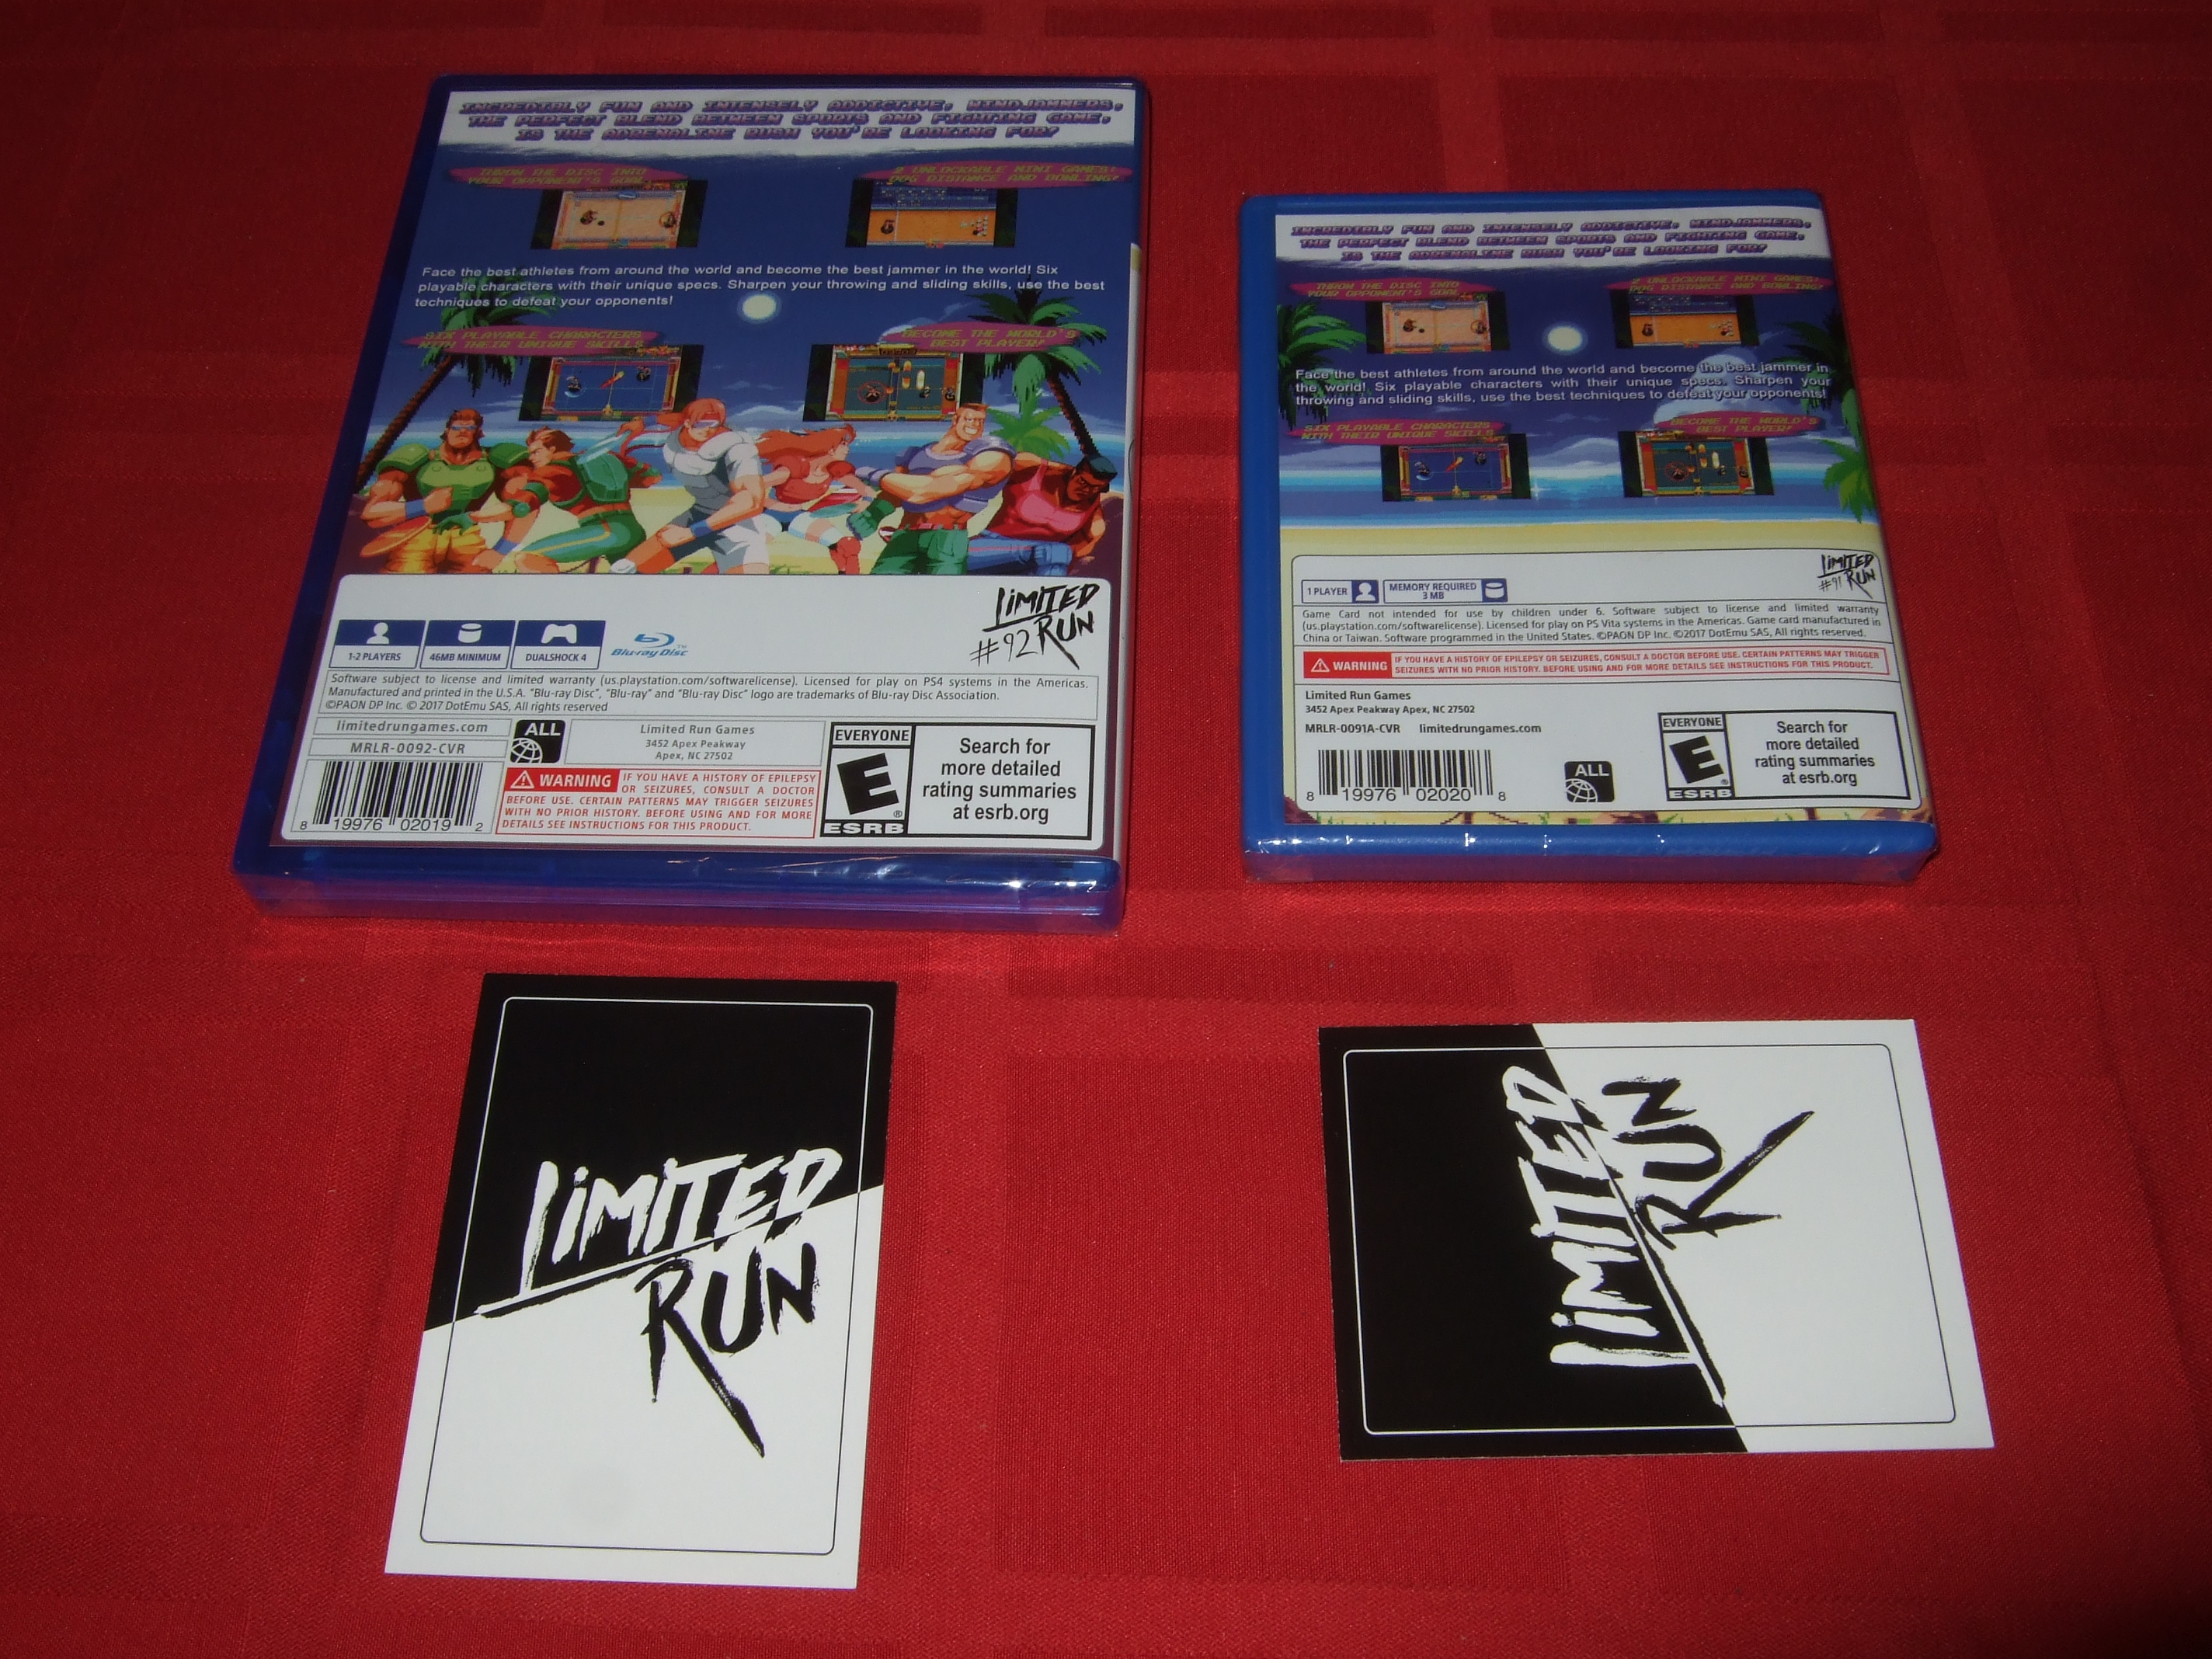 INCREDIBLY FUN AND INTENSELY ADDICTIVE, WINDJAMMERS,
THE PERFECT BLEND BETWEEN SPORTS AND FIGHTING GAME,
IS THE ADRENALINE RUSH YOU'RE LOOKING FOR!
THROW THE DISC INTO
YOUR OPPONENT'S GOAL
2 UNLOCKABLE MINI GAMES!
DOG DISTANCE AND BOWLING!
Face the best athletes from around the world and become the best jammer in the world! Six
playable characters with their unique specs. Sharpen your throwing and sliding skills, use the best
techniques to defeat your opponents!
SIX PLAYABLE CHARACTERS
WITH THEIR UNIQUE SKILLS
BECOME THE WORLD'S
BEST PLAYER!
LIMITED
#92 RUN
1-2 PLAYERS
46MB MINIMUM
DUALSHOCK 4
Blu-ray Disc™
Software subject to license and limited warranty (us.playstation.com/softwarelicense). Licensed for play on PS4 systems in the Americas.
Manufactured and printed in the U.S.A. "Blu-ray Disc", "Blu-ray" and "Blu-ray Disc" logo are trademarks of Blu-ray Disc Association.
©PAON DP Inc. © 2017 DotEmu SAS, All rights reserved
limitedrungames.com
MRLR-0092-CVR
8 19976 02019 2
ALL
Limited Run Games
3452 Apex Peakway
Apex, NC 27502
WARNING IF YOU HAVE A HISTORY OF EPILEPSY
OR SEIZURES, CONSULT A DOCTOR
BEFORE USE. CERTAIN PATTERNS MAY TRIGGER SEIZURES
WITH NO PRIOR HISTORY. BEFORE USING AND FOR MORE
DETAILS SEE INSTRUCTIONS FOR THIS PRODUCT.
EVERYONE
E
®
ESRB
Search for
more detailed
rating summaries
at esrb.org
INCREDIBLY FUN AND INTENSELY ADDICTIVE, WINDJAMMERS,
THE PERFECT BLEND BETWEEN SPORTS AND FIGHTING GAME,
IS THE ADRENALINE RUSH YOU'RE LOOKING FOR!
THROW THE DISC INTO
YOUR OPPONENT'S GOAL
2 UNLOCKABLE MINI GAMES!
DOG DISTANCE AND BOWLING!
Face the best athletes from around the world and become the best jammer in
the world! Six playable characters with their unique specs. Sharpen your
throwing and sliding skills, use the best techniques to defeat your opponents!
SIX PLAYABLE CHARACTERS
WITH THEIR UNIQUE SKILLS
BECOME THE WORLD'S
BEST PLAYER!
LIMITED
#91 RUN
1 PLAYER
MEMORY REQUIRED
3 MB
Game Card not intended for use by children under 6. Software subject to license and limited warranty
(us.playstation.com/softwarelicense). Licensed for play on PS Vita systems in the Americas. Game card manufactured in
China or Taiwan. Software programmed in the United States. ©PAON DP Inc. ©2017 DotEmu SAS, All rights reserved.
WARNING IF YOU HAVE A HISTORY OF EPILEPSY OR SEIZURES, CONSULT A DOCTOR BEFORE USE. CERTAIN PATTERNS MAY TRIGGER
SEIZURES WITH NO PRIOR HISTORY. BEFORE USING AND FOR MORE DETAILS SEE INSTRUCTIONS FOR THIS PRODUCT.
Limited Run Games
3452 Apex Peakway Apex, NC 27502
MRLR-0091A-CVR limitedrungames.com
8 19976 02020 8
ALL
EVERYONE
E
®
ESRB
Search for
more detailed
rating summaries
at esrb.org
LIMITED
RUN
LIMITED
RUN